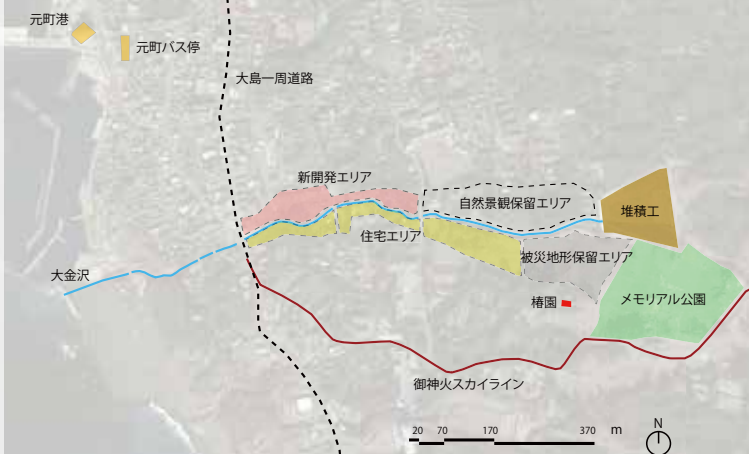 元町港
元町バス停
大島一周道路
新開発エリア
自然景観保留エリア
堆積工
住宅エリア
被災地形保留エリア
大金沢
椿園
メモリアル公園
御神火スカイライン
20 70 170 370 m
N